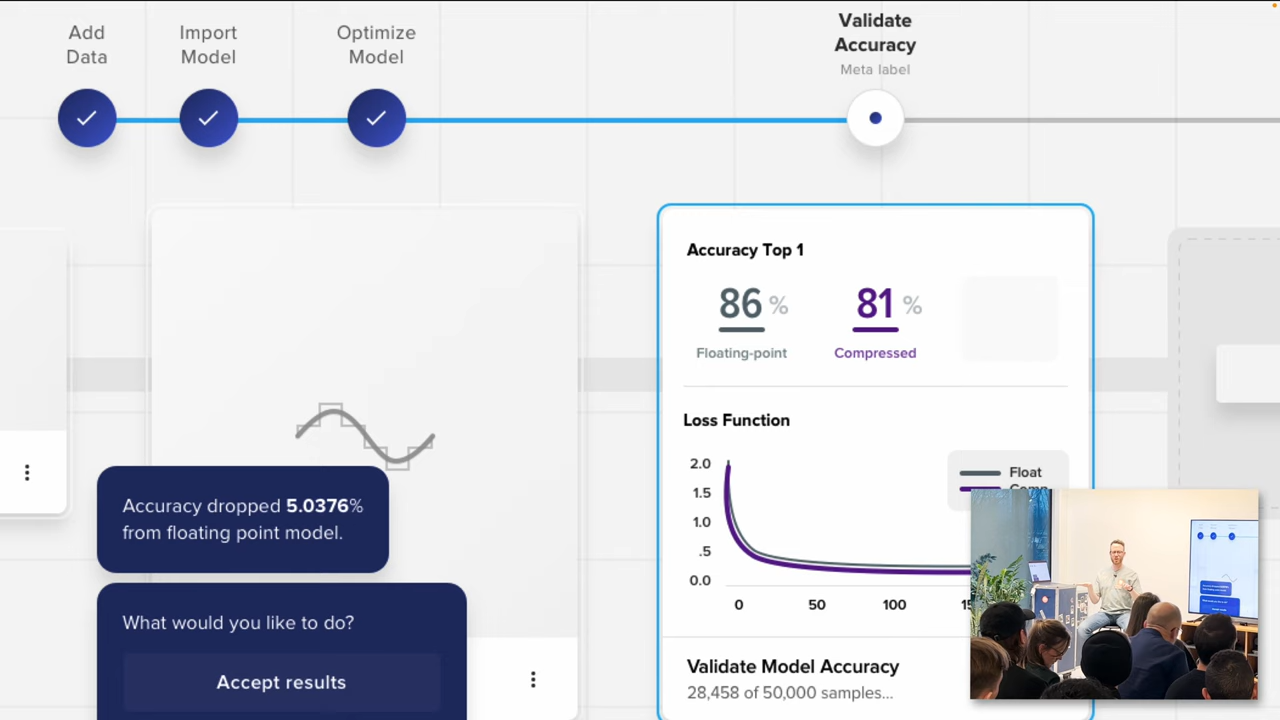 Add
Data
Import
Model
Optimize
Model
Validate
Accuracy
Meta label
Accuracy Top 1
86 %
Floating-point
81 %
Compressed
Loss Function
2.0
1.5
1.0
.5
0.0
0
50
100
Float
Accuracy dropped 5.0376%
from floating point model.
What would you like to do?
Accept results
Validate Model Accuracy
28,458 of 50,000 samples...